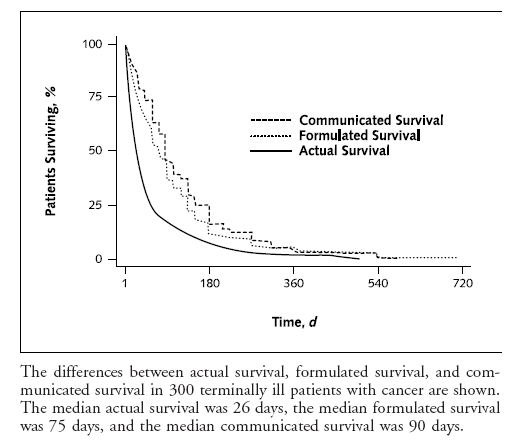 100
75
50
25
0
Patients Surviving, %
Communicated Survival
Formulated Survival
Actual Survival
1
180
360
540
720
Time, d
The differences between actual survival, formulated survival, and com-
municated survival in 300 terminally ill patients with cancer are shown.
The median actual survival was 26 days, the median formulated survival
was 75 days, and the median communicated survival was 90 days.